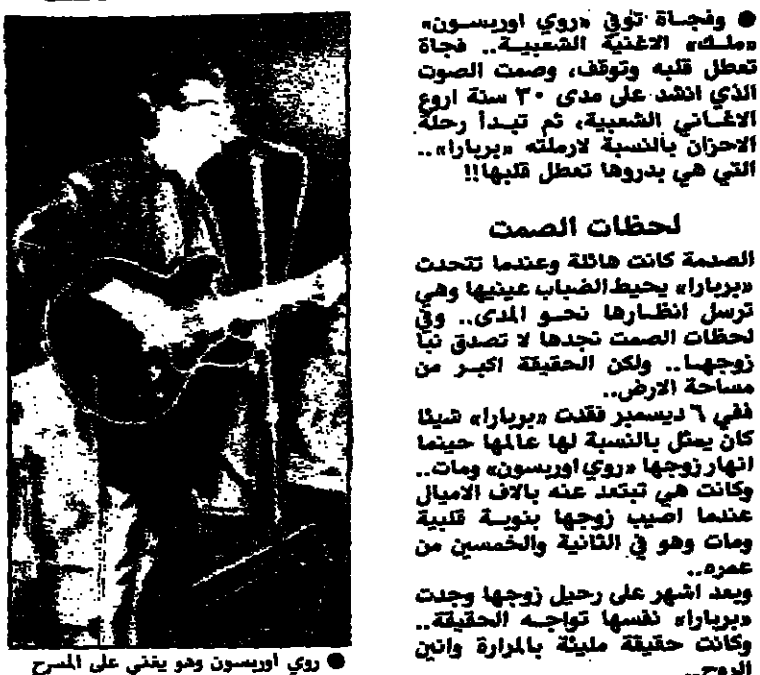 ● وفجاة توفي «روي اوربسون»
«ملك» الاغنية الشعبية.. فجاة
تعطل قلبه وتوقف، وصمت الصوت
الذي انشد على مدى ٣٠ سنة اروع
الاغاني الشعبية، ثم تبدأ رحلة
الاحزان بالنسبة لارملته «بربارا»..
التي هي بدروها تعطل قلبها!!
لحظات الصمت
الصدمة كانت هائلة وعندما تتحدث
«بربارا» يحيط الضباب عينيها وهي
ترسل انظارها نحو المدى.. وفي
لحظات الصمت نجدها لا تصدق نبأ
زوجها.. ولكن الحقيقة اكبر من
مساحة الارض..
ففي ٦ ديسمبر فقدت «بربارا» شيئا
كان يمثل بالنسبة لها عالمها حينما
انهار زوجها «روي اوربسون» ومات..
وكانت هي تبتعد عنه بالاف الاميال
عندما اصيب زوجها بنوبة قلبية
ومات وهو في الثانية والخمسين من
عمره..
وبعد اشهر على رحيل زوجها وجدت
«بربارا» نفسها تواجه الحقيقة..
وكانت حقيقة مليئة بالمرارة وانين
الروح..
● روي اوربسون وهو يغني على المسرح